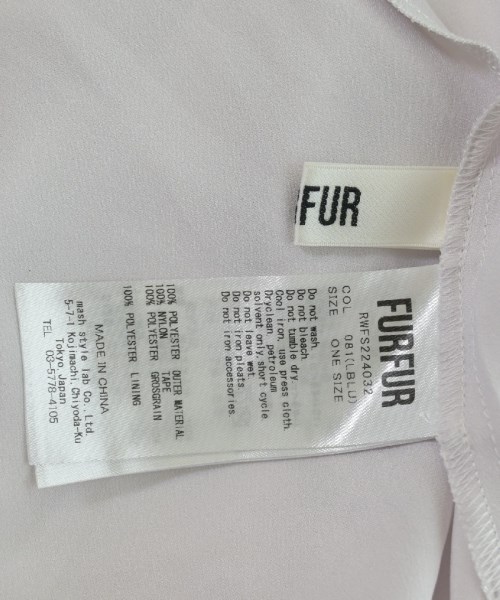 FUR
FURFUR
RWFS224032
COL 081(LBLU)
SIZE ONE SIZE
Do not wash.
Do not bleach.
Do not tumble dry.
Cool iron, use press cloth.
Dryclean, petroleum
solvent only,short cycle
Do not leave wet.
Do not iron pleats.
Do not iron accessories.
100% POLYESTER OUTER MATERIAL
100% NYLON TAPE
100% POLYESTER GROSGRAIN
100% POLYESTER LINING
MADE IN CHINA
mash style lab Co.,Ltd.
5-7-1 Kojimachi,Chiyoda-Ku
Tokyo,Japan
TEL 03-5778-4105